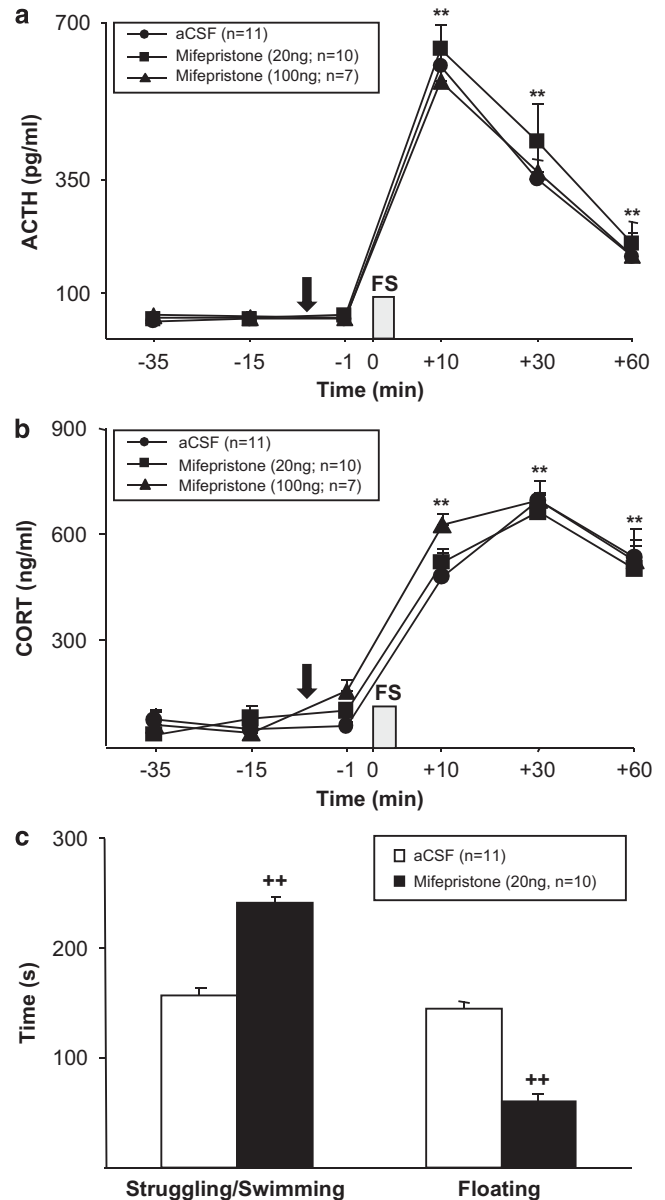 a
700
350
100
ACTH (pg/ml)
aCSF (n=11)
Mifepristone (20ng; n=10)
Mifepristone (100ng; n=7)
**
**
**
FS
-35 -15 -1 0 +10 +30 +60
Time (min)
b
900
600
300
CORT (ng/ml)
aCSF (n=11)
Mifepristone (20ng; n=10)
Mifepristone (100ng; n=7)
**
**
**
FS
-35 -15 -1 0 +10 +30 +60
Time (min)
c
300
200
100
Time (s)
aCSF (n=11)
Mifepristone (20ng, n=10)
++
++
Struggling/Swimming Floating